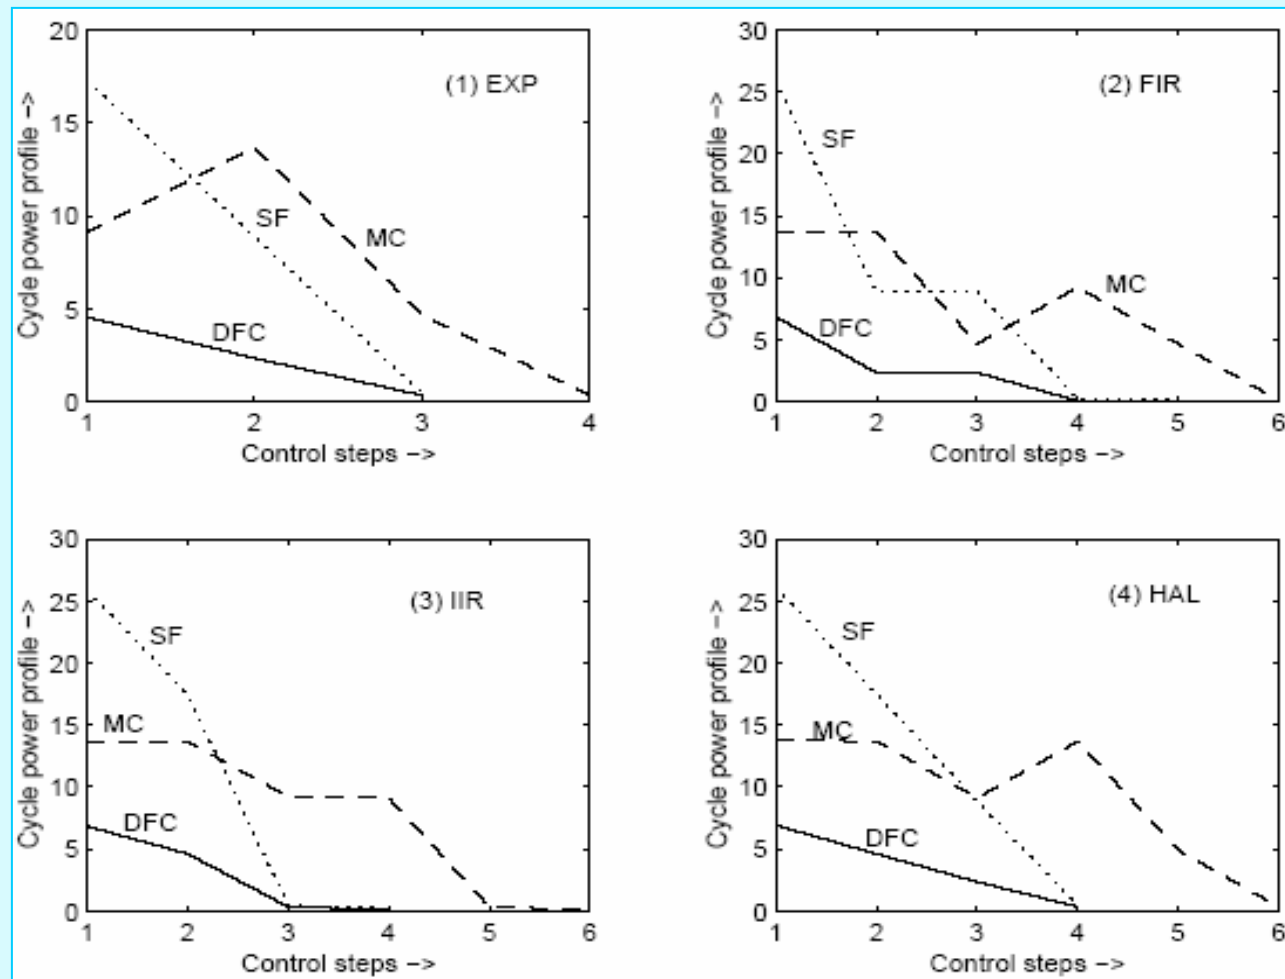 Cycle power profile −>
20
15
10
5
0
(1) EXP
SF
MC
DFC
1 2 3 4
Control steps −>
Cycle power profile −>
30
25
20
15
10
5
0
(2) FIR
SF
MC
DFC
1 2 3 4 5 6
Control steps −>
Cycle power profile −>
30
25
20
15
10
5
0
(3) IIR
SF
MC
DFC
1 2 3 4 5 6
Control steps −>
Cycle power profile −>
30
25
20
15
10
5
0
(4) HAL
SF
MC
DFC
1 2 3 4 5 6
Control steps −>